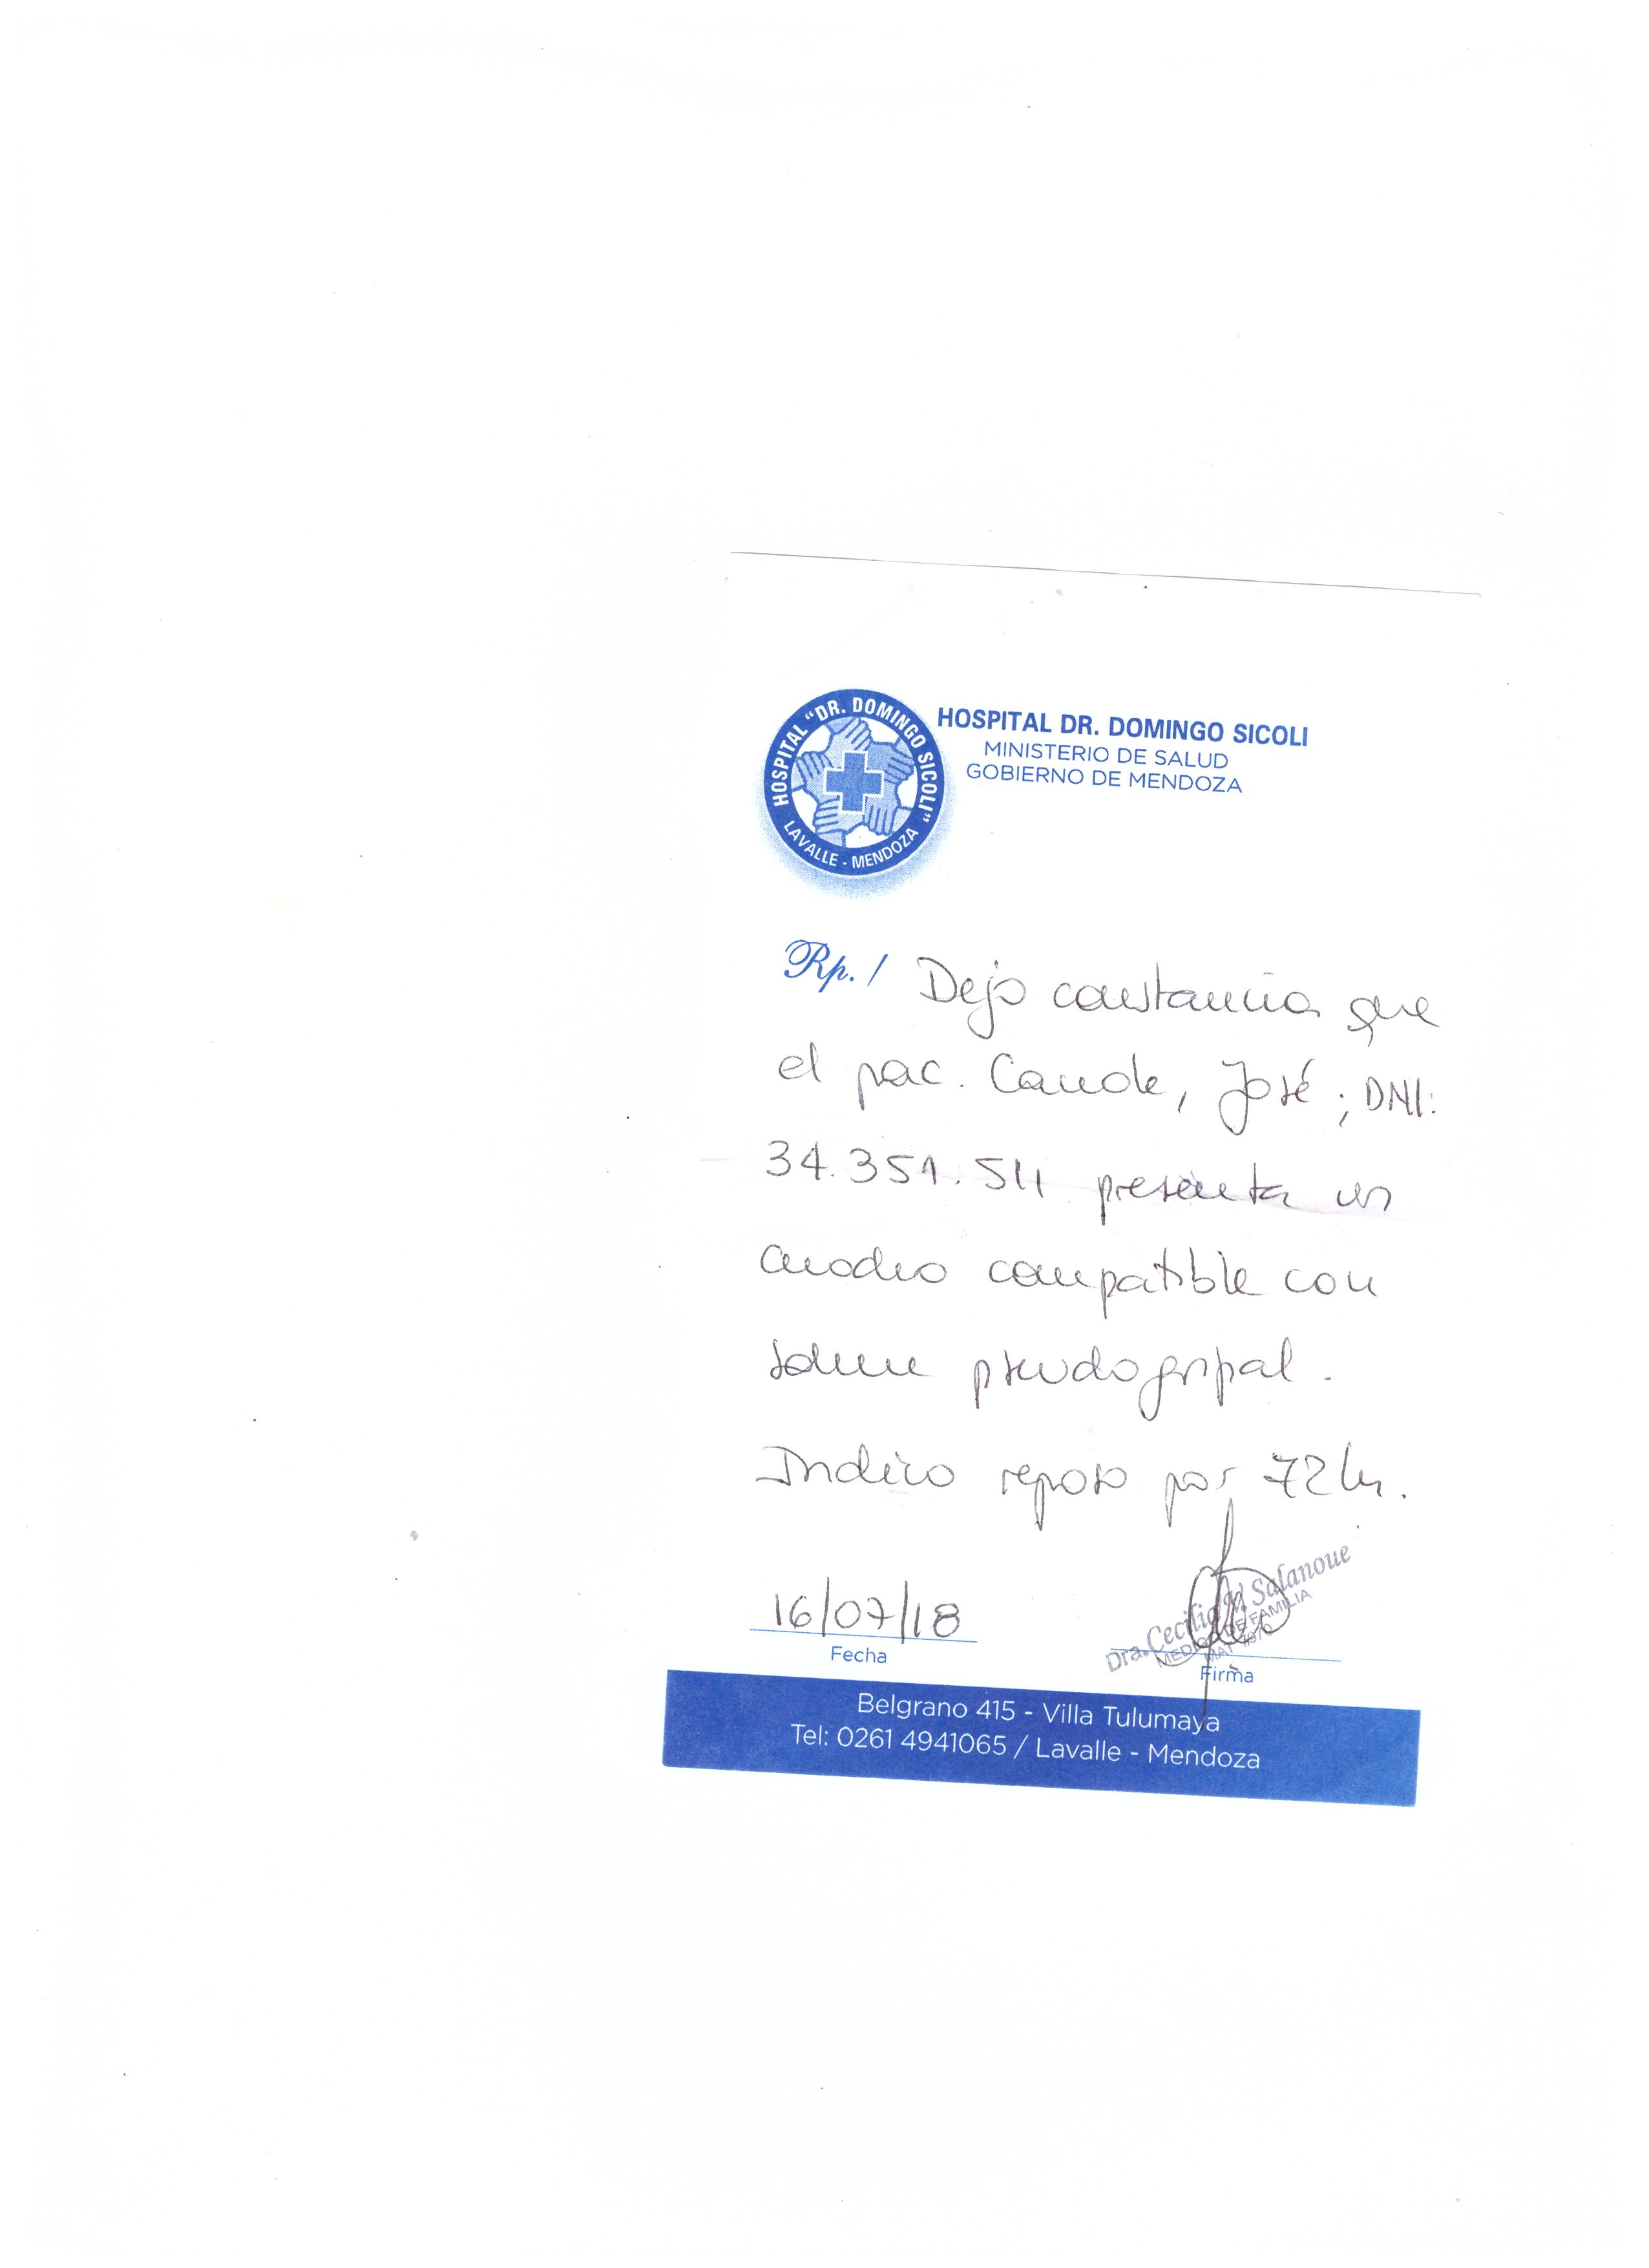 HOSPITAL "DR. DOMINGO SICOLI"
LAVALLE - MENDOZA
HOSPITAL DR. DOMINGO SICOLI
MINISTERIO DE SALUD
GOBIERNO DE MENDOZA
Rp. / Dejo constancia que
el pac. Conde, José ; DNI:
34.351.511 presenta un
cuadro compatible con
sdme pseudogripal.
Indico reposo por 72 hs.
16/07/18
Fecha
Dra. Cecilia Salanoue
MEDICA DE FAMILIA
MAT
Firma
Belgrano 415 - Villa Tulumaya
Tel: 0261 4941065 / Lavalle - Mendoza